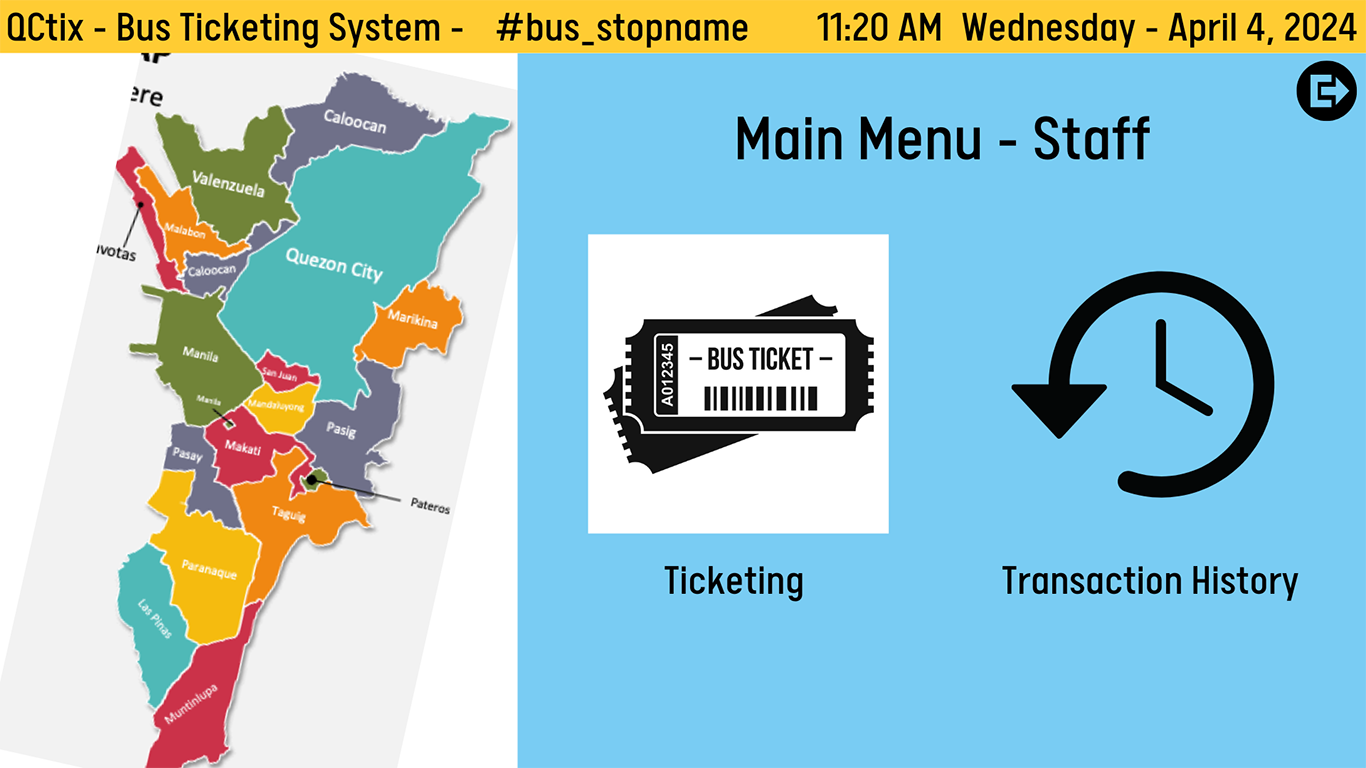 QCtix - Bus Ticketing System - #bus_stopname 11:20 AM Wednesday - April 4, 2024
ere
Caloocan
Valenzuela
Malabon
Caloocan
Quezon City
Marikina
Manila
San Juan
Mandaluyong
Manila
Makati
Pasig
Pasay
Pateros
Taguig
Paranaque
Las Pinas
Muntinlupa
Main Menu - Staff
A012345
– BUS TICKET –
Ticketing
Transaction History